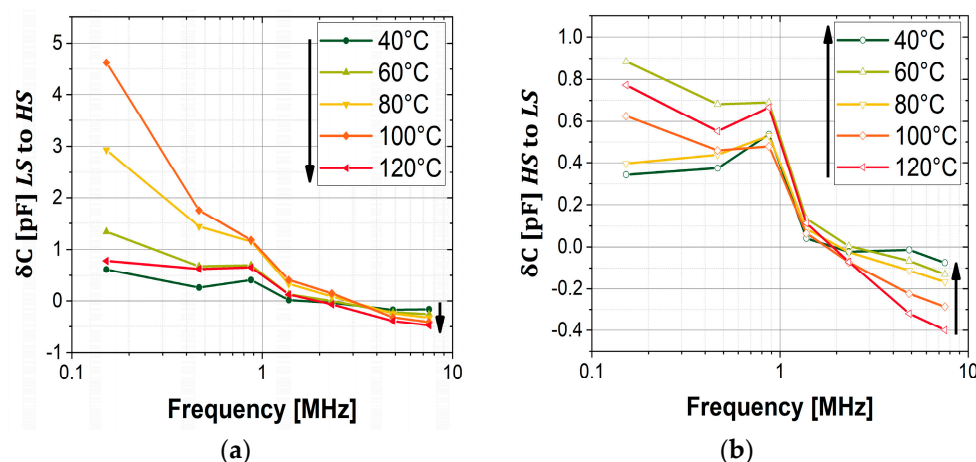 δC [pF] LS to HS
5
4
3
2
1
0
-1
0.1
1
10
Frequency [MHz]
40°C
60°C
80°C
100°C
120°C
(a)
δC [pF] HS to LS
1.0
0.8
0.6
0.4
0.2
0.0
-0.2
-0.4
0.1
1
10
Frequency [MHz]
40°C
60°C
80°C
100°C
120°C
(b)